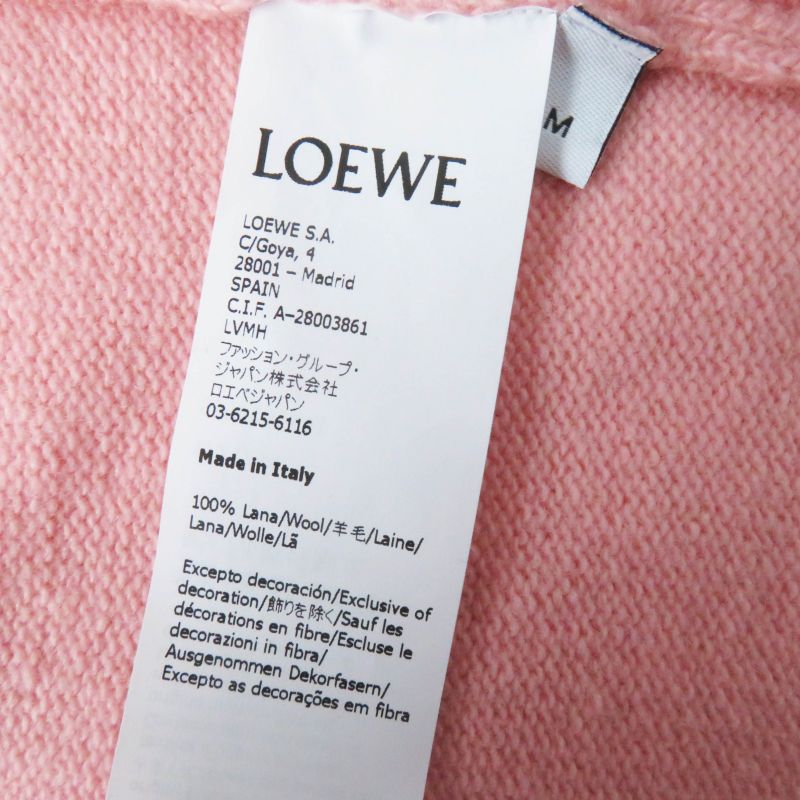 M
LOEWE
LOEWE S.A.
C/Goya, 4
28001 – Madrid
SPAIN
C.I.F. A-28003861
LVMH
ファッション・グループ・
ジャパン株式会社
ロエベジャパン
03-6215-6116
Made in Italy
100% Lana/Wool/羊毛/Laine/
Lana/Wolle/Lã
Excepto decoración/Exclusive of
decoration/飾りを除く/Sauf les
décorations en fibre/Escluse le
decorazioni in fibra/
Ausgenommen Dekorfasern/
Excepto as decorações em fibra